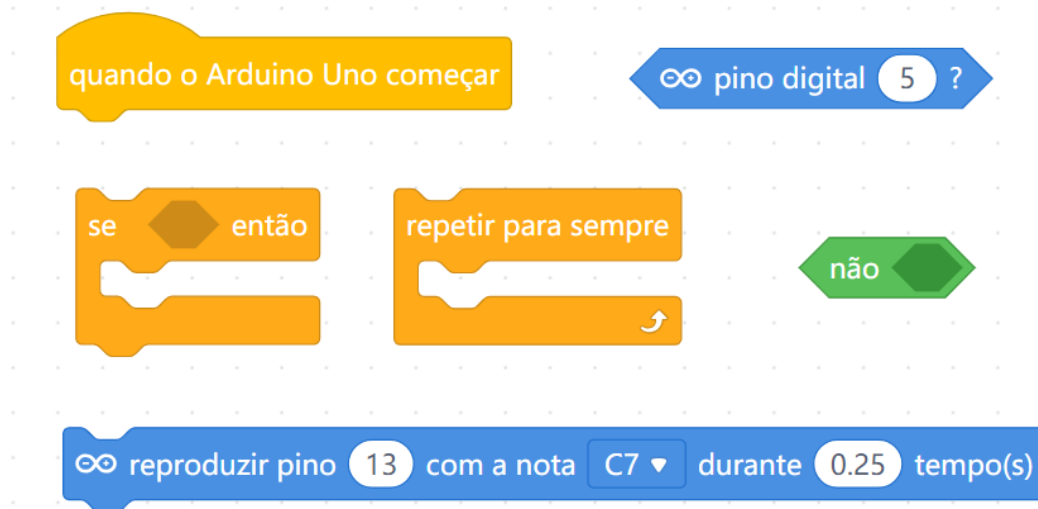 quando o Arduino Uno começar
pino digital 5 ?
se então
repetir para sempre
não
reproduzir pino 13 com a nota C7 durante 0.25 tempo(s)